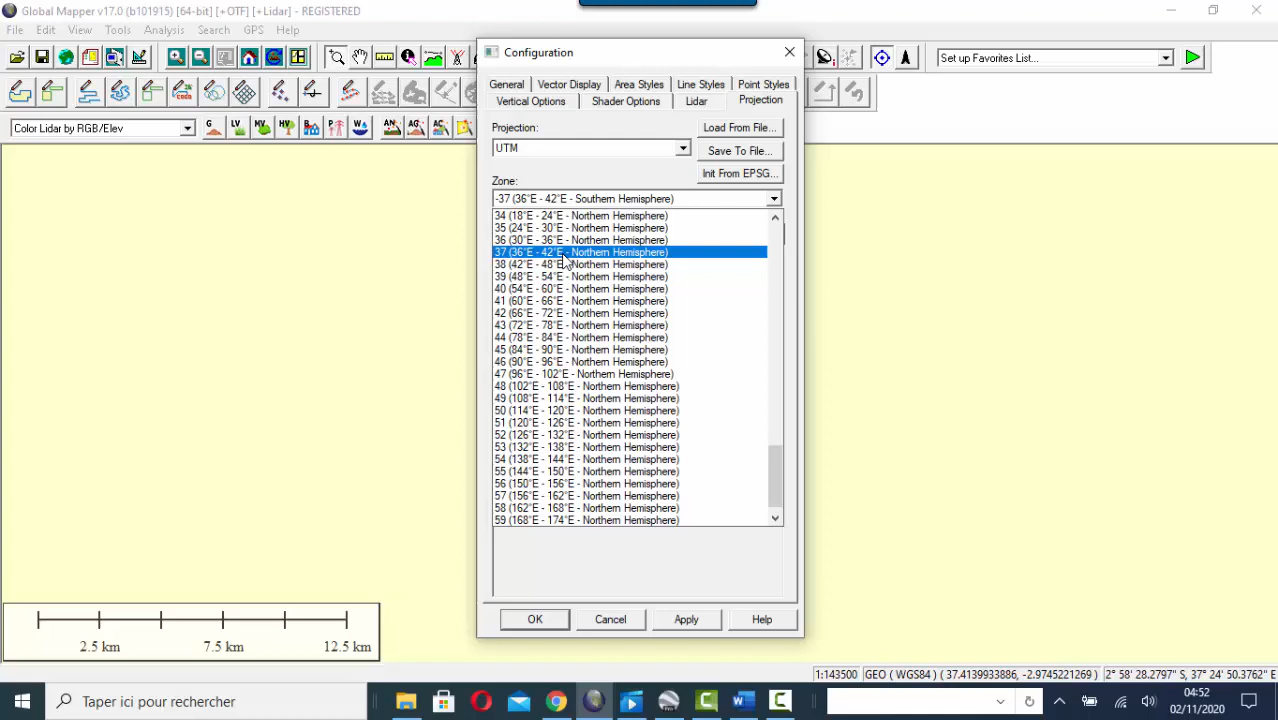 Global Mapper v17.0 (b101915) [64-bit] [+OTF] [+Lidar] - REGISTERED
File Edit View Tools Analysis Search GPS Help
Set up Favorites List...
Color Lidar by RGB/Elev
G LV MV HV AN AG AC
Configuration
General Vector Display Area Styles Line Styles Point Styles
Vertical Options Shader Options Lidar Projection
Projection:
Load From File...
UTM
Save To File...
Init From EPSG...
Zone:
-37 (36°E - 42°E - Southern Hemisphere)
34 (18°E - 24°E - Northern Hemisphere)
35 (24°E - 30°E - Northern Hemisphere)
36 (30°E - 36°E - Northern Hemisphere)
37 (36°E - 42°E - Northern Hemisphere)
38 (42°E - 48°E - Northern Hemisphere)
39 (48°E - 54°E - Northern Hemisphere)
40 (54°E - 60°E - Northern Hemisphere)
41 (60°E - 66°E - Northern Hemisphere)
42 (66°E - 72°E - Northern Hemisphere)
43 (72°E - 78°E - Northern Hemisphere)
44 (78°E - 84°E - Northern Hemisphere)
45 (84°E - 90°E - Northern Hemisphere)
46 (90°E - 96°E - Northern Hemisphere)
47 (96°E - 102°E - Northern Hemisphere)
48 (102°E - 108°E - Northern Hemisphere)
49 (108°E - 114°E - Northern Hemisphere)
50 (114°E - 120°E - Northern Hemisphere)
51 (120°E - 126°E - Northern Hemisphere)
52 (126°E - 132°E - Northern Hemisphere)
53 (132°E - 138°E - Northern Hemisphere)
54 (138°E - 144°E - Northern Hemisphere)
55 (144°E - 150°E - Northern Hemisphere)
56 (150°E - 156°E - Northern Hemisphere)
57 (156°E - 162°E - Northern Hemisphere)
58 (162°E - 168°E - Northern Hemisphere)
59 (168°E - 174°E - Northern Hemisphere)
OK Cancel Apply Help
2.5 km 7.5 km 12.5 km
1:143500 GEO ( WGS84 ) ( 37.4139933886, -2.9745221269 ) 2° 58' 28.2797" S, 37° 24' 50.3762" E
Taper ici pour rechercher
04:52
02/11/2020